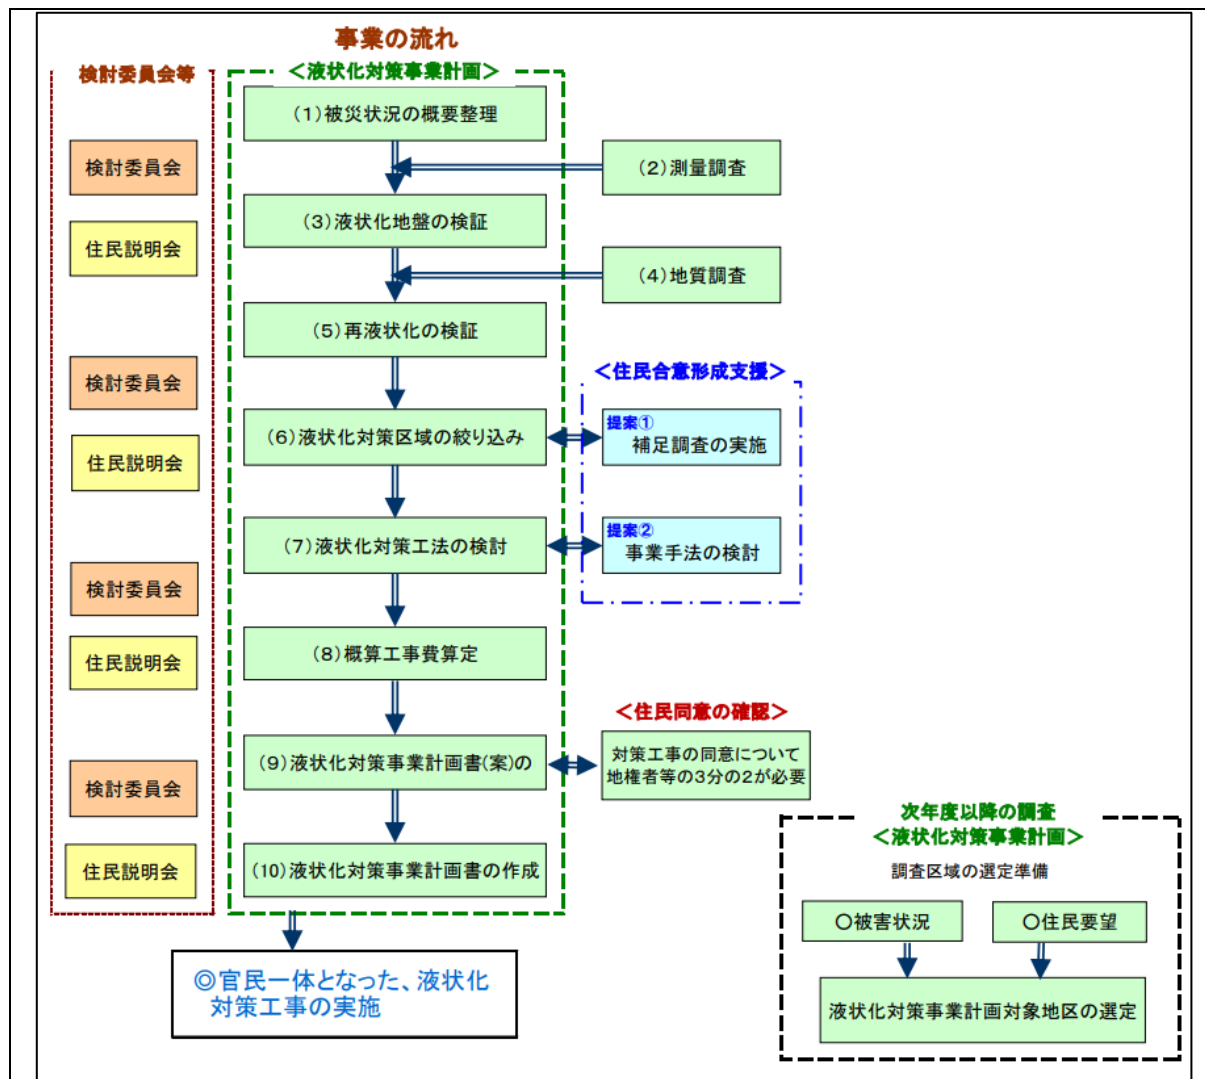 事業の流れ
検討委員会等
＜液状化対策事業計画＞
(1)被災状況の概要整理
検討委員会
(2)測量調査
(3)液状化地盤の検証
住民説明会
(4)地質調査
(5)再液状化の検証
検討委員会
＜住民合意形成支援＞
(6)液状化対策区域の絞り込み
提案①
補足調査の実施
住民説明会
(7)液状化対策工法の検討
提案②
事業手法の検討
検討委員会
(8)概算工事費算定
住民説明会
＜住民同意の確認＞
(9)液状化対策事業計画書(案)の
対策工事の同意について
地権者等の3分の2が必要
検討委員会
(10)液状化対策事業計画書の作成
住民説明会
◎官民一体となった、液状化
対策工事の実施
次年度以降の調査
＜液状化対策事業計画＞
調査区域の選定準備
○被害状況
○住民要望
液状化対策事業計画対象地区の選定